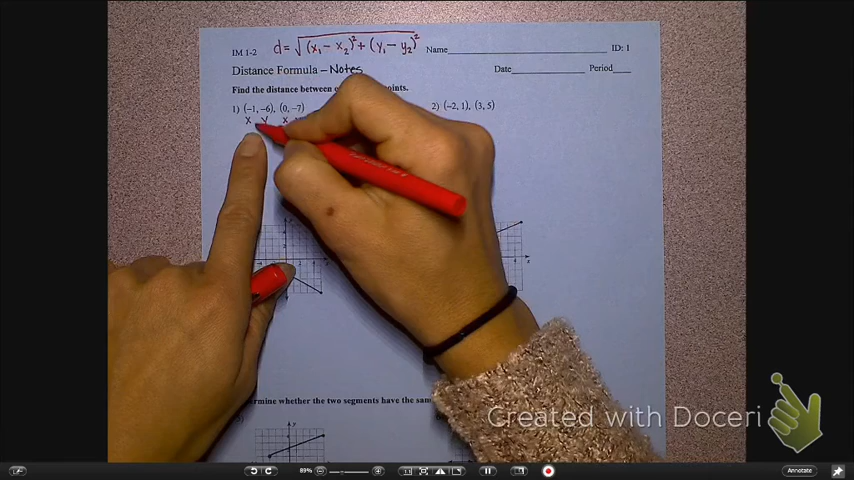 IM 1-2 d = √(x₁ - x₂)² + (y₁ - y₂)² Name ID: 1
Distance Formula - Notes Date Period
Find the distance between points.
1) (-1, -6), (0, -7) 2) (-2, 1), (3, 5)
X Y X
whether the two segments have the
Created with Doceri
89%
Annotate